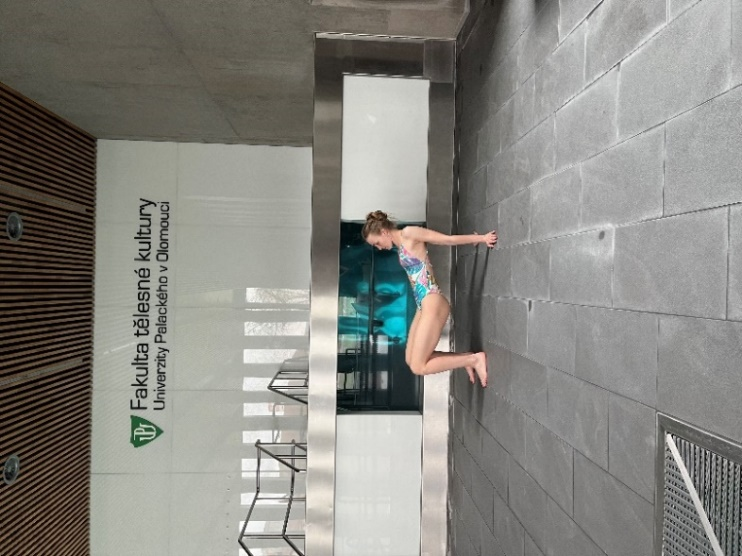 Fakulta tělesné kultury
Univerzity Palackého v Olomouci